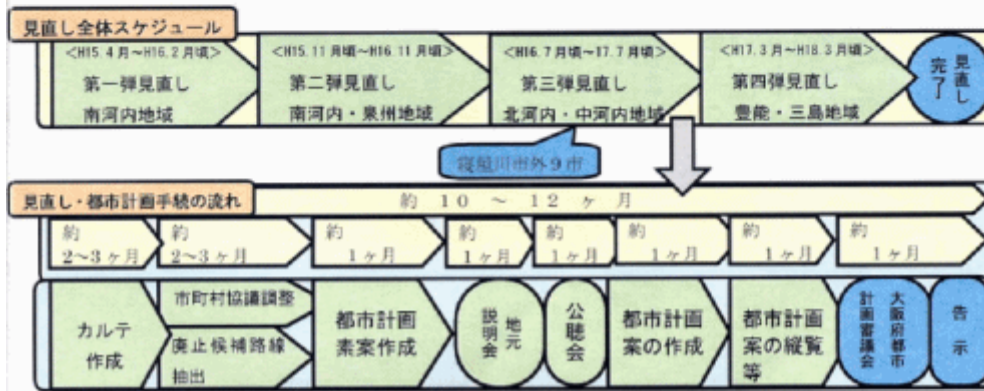 見直し全体スケジュール
<H15.4月~H16.2月頃>
第一弾見直し
南河内地域
<H15.11月頃~H16.11月頃>
第二弾見直し
南河内・泉州地域
<H16.7月頃~17.7月頃>
第三弾見直し
北河内・中河内地域
<H17.3月~H18.3月頃>
第四弾見直し
豊能・三島地域
見直し
完了
寝屋川市外9市
見直し・都市計画手続の流れ
約10~12ヶ月
約
2~3ヶ月
約
2~3ヶ月
約
1ヶ月
約
1ヶ月
約
1ヶ月
約
1ヶ月
約
1ヶ月
約
1ヶ月
カルテ
作成
市町村協議調整
廃止候補路線
抽出
都市計画
素案作成
地元
説明会
公聴会
都市計画
案の作成
都市計画
案の縦覧
等
大阪府都市
計画審議会
告示